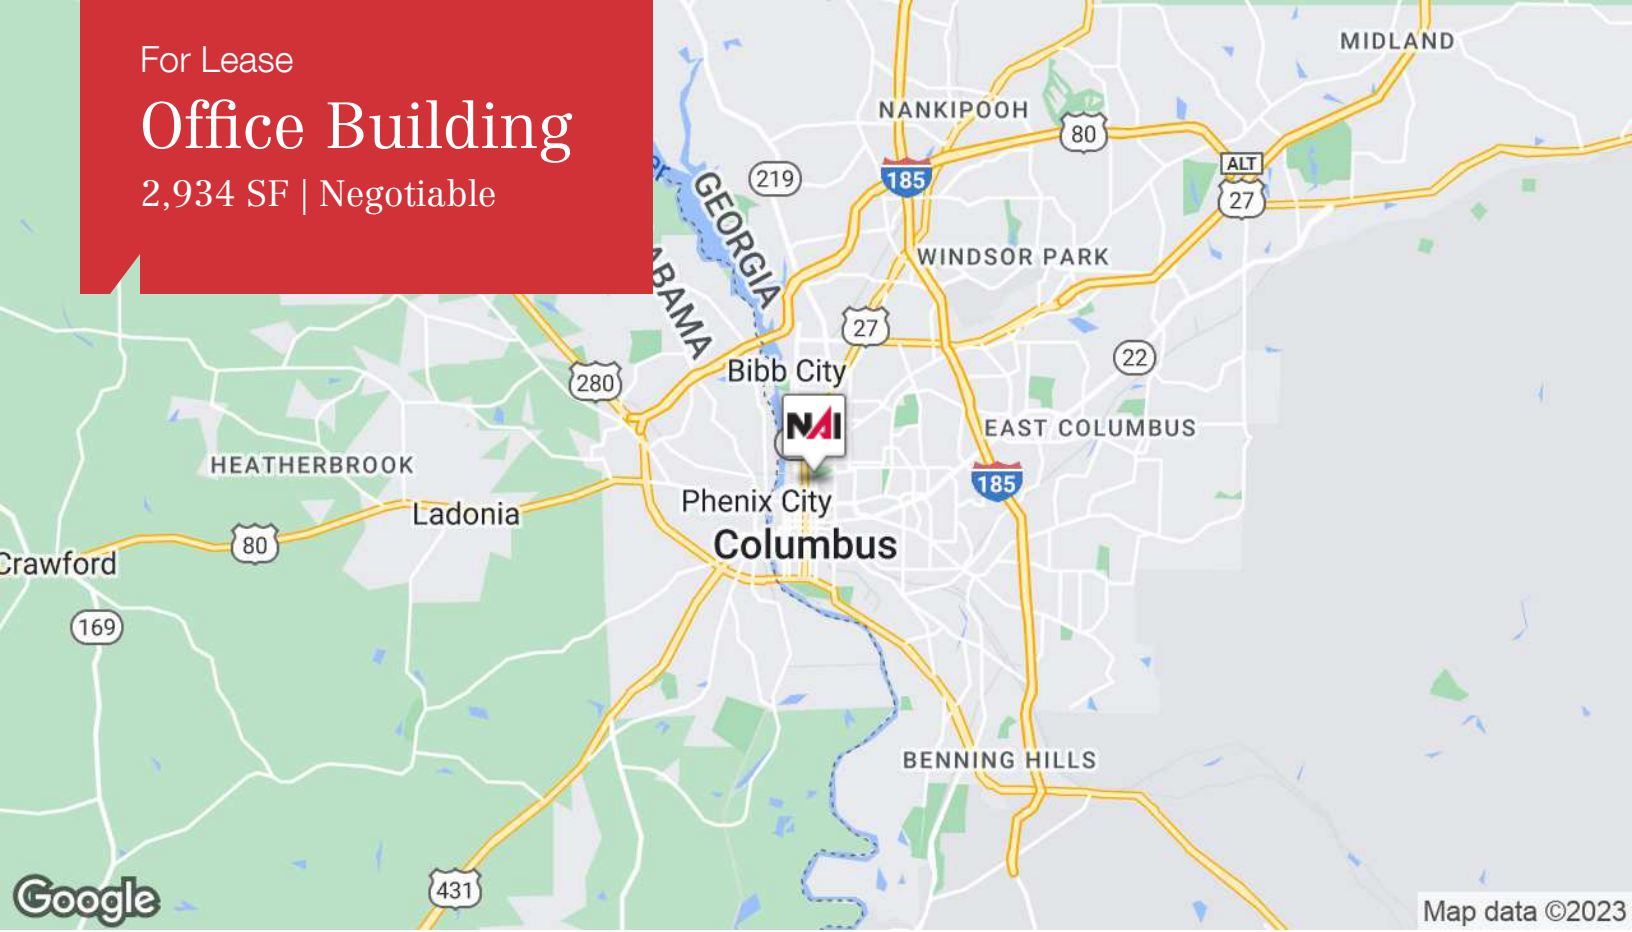 For Lease
Office Building
2,934 SF | Negotiable
MIDLAND
NANKIPOOH
80
ALT
27
185
219
GEORGIA
WINDSOR PARK
ABAMA
27
22
280
Bibb City
NAI
EAST COLUMBUS
HEATHERBROOK
185
Phenix City
Ladonia
80
Columbus
Crawford
169
BENNING HILLS
431
Google
Map data ©2023